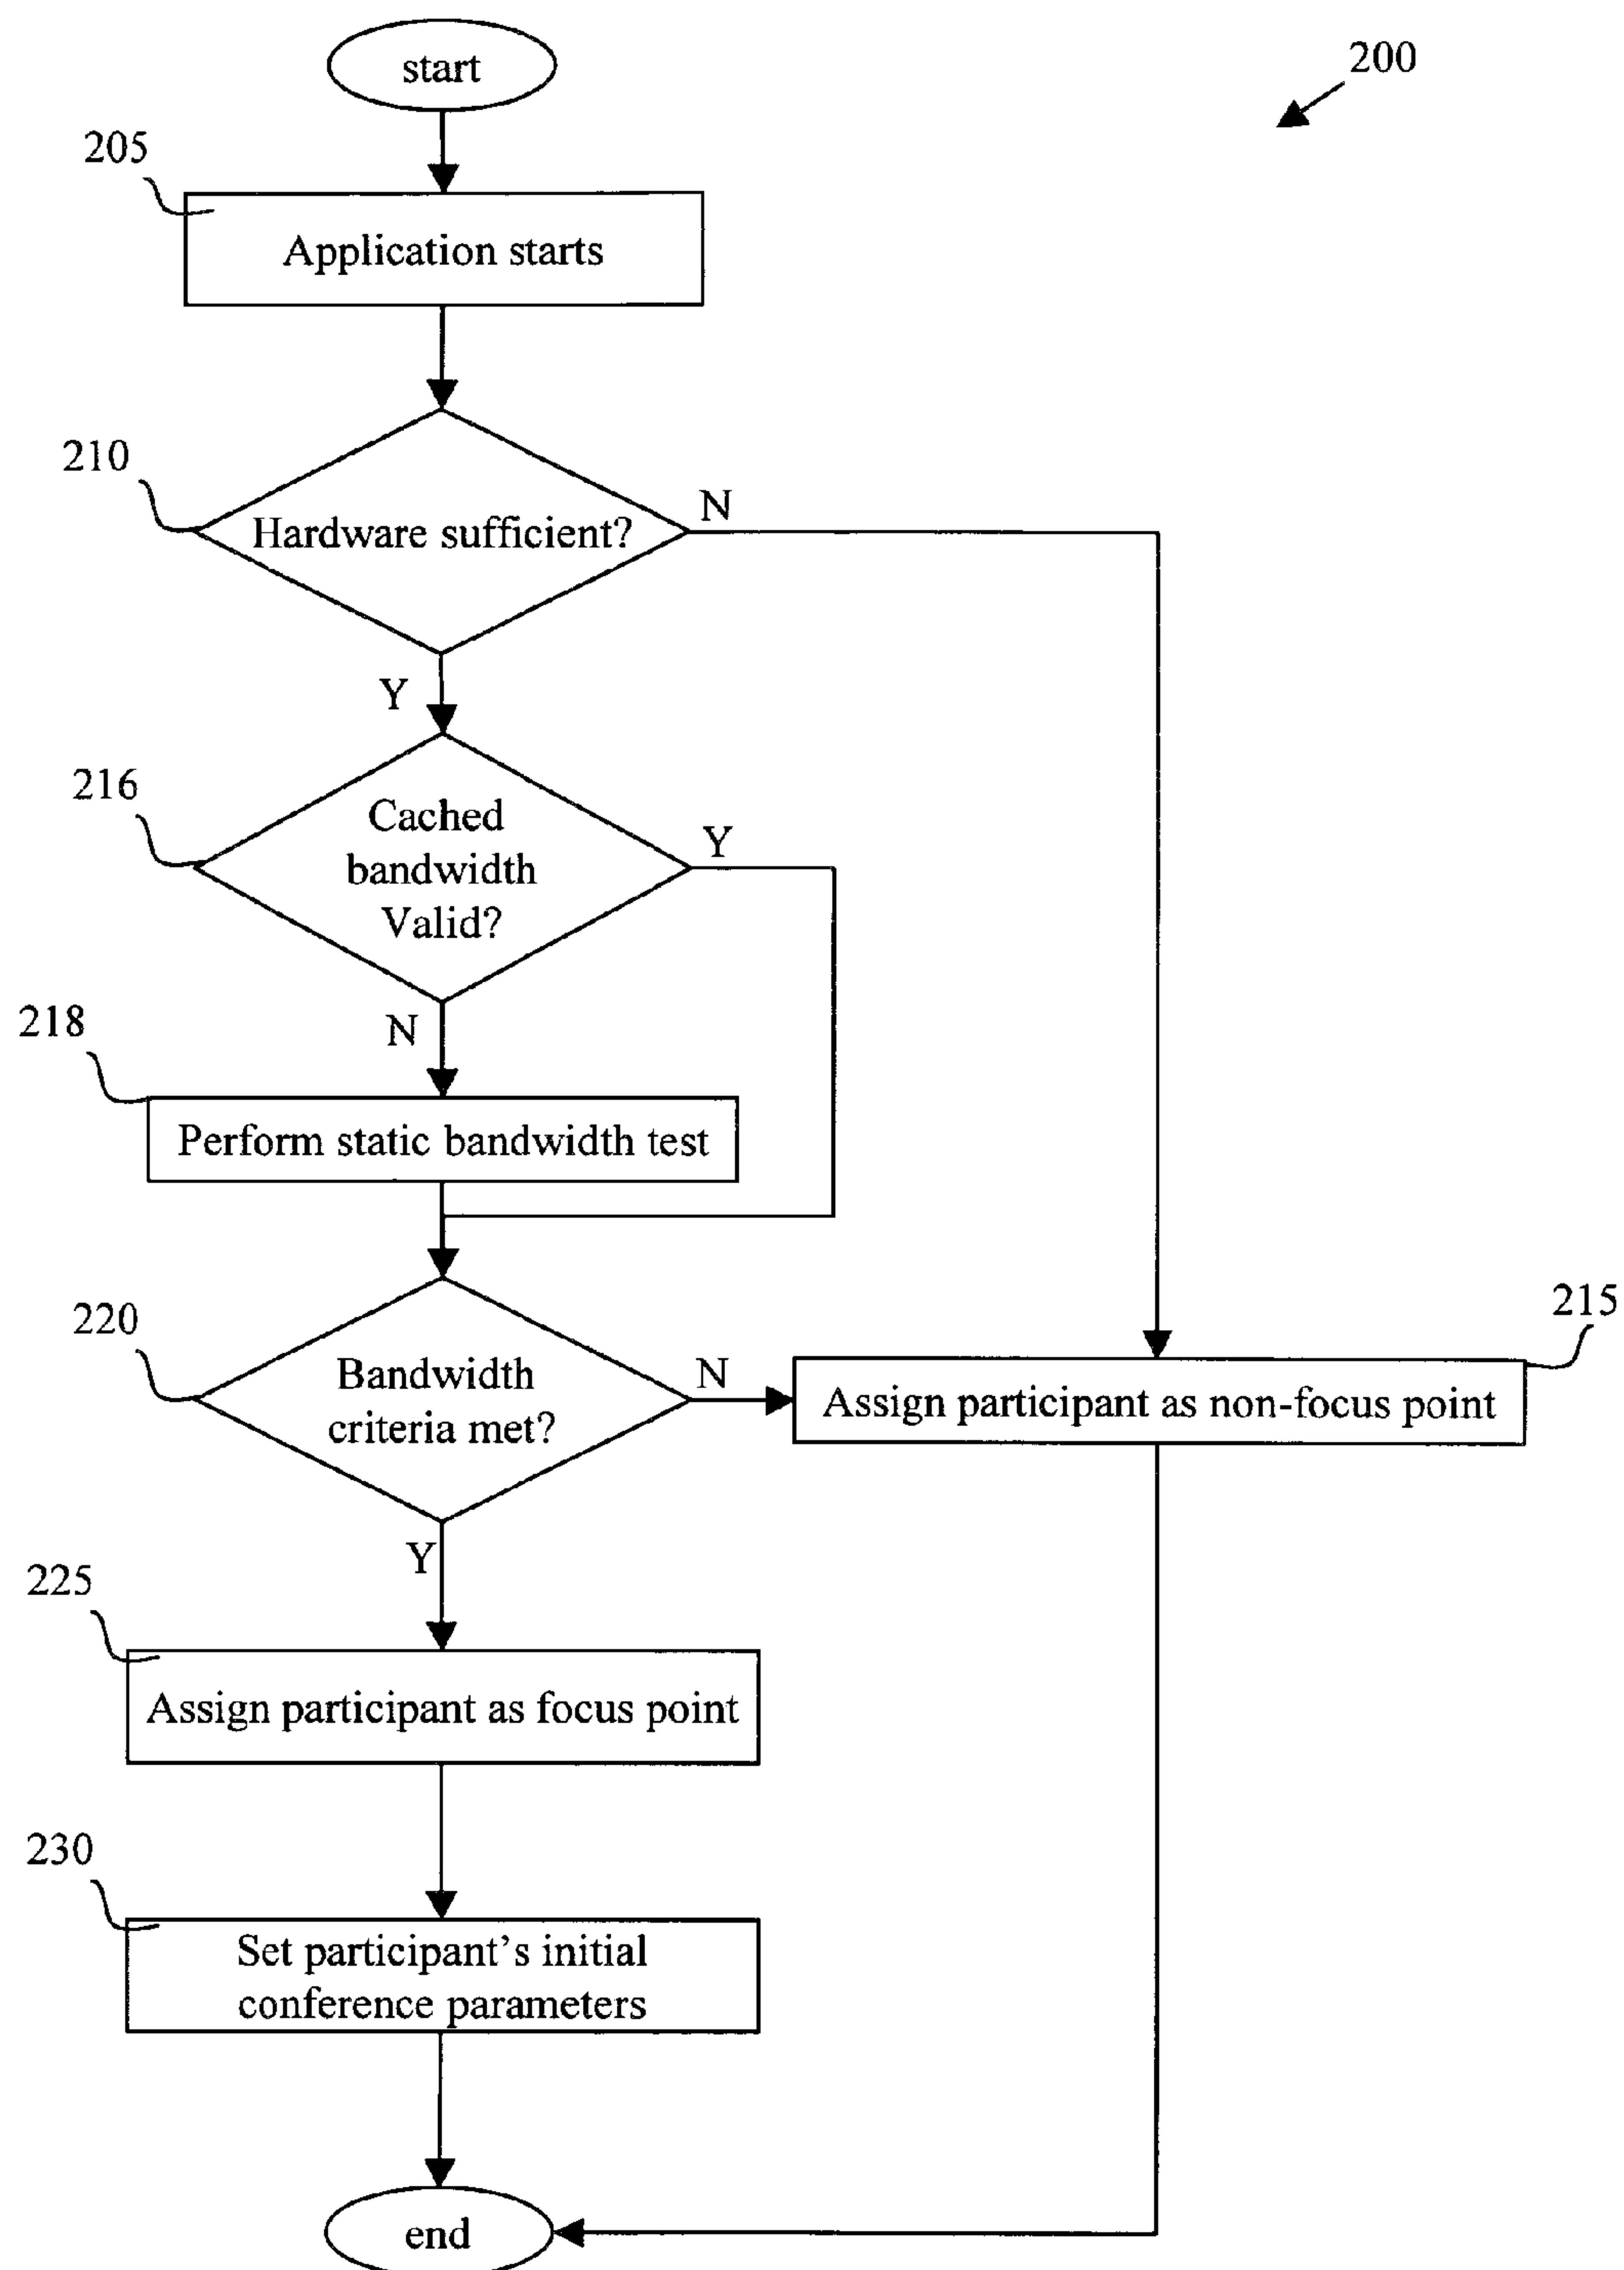 start
200
205
Application starts
210
Hardware sufficient?
N
Y
216
Cached
bandwidth
Valid?
Y
N
218
Perform static bandwidth test
220
Bandwidth
criteria met?
N
215
Assign participant as non-focus point
Y
225
Assign participant as focus point
230
Set participant's initial
conference parameters
end